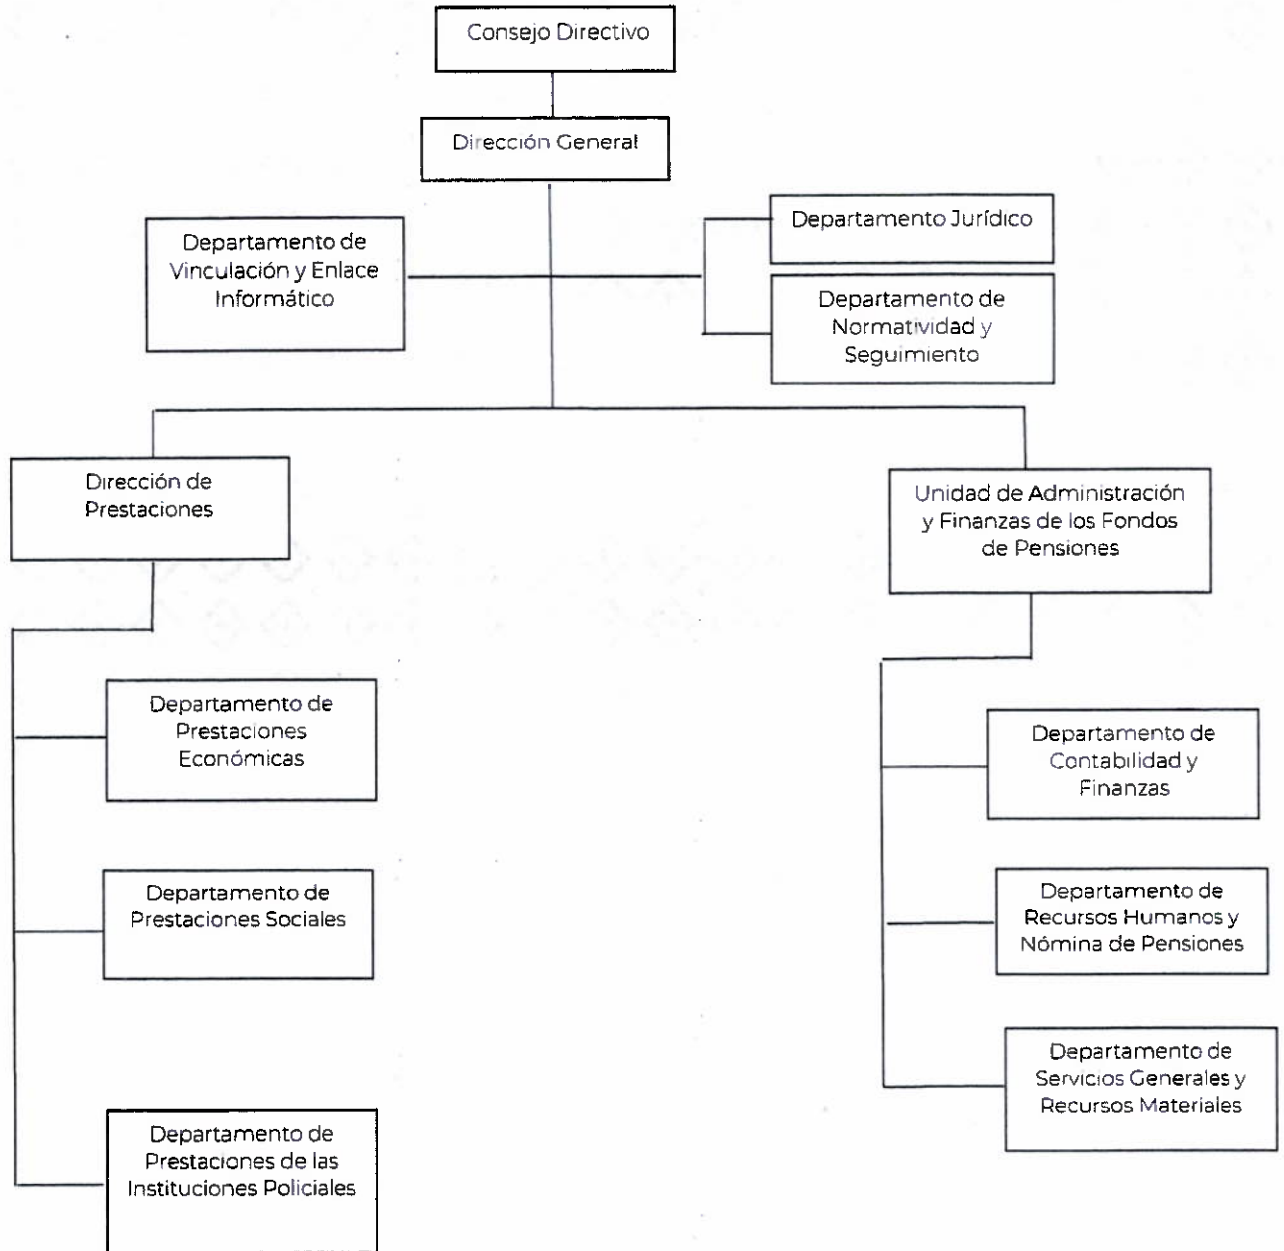 Consejo Directivo
Dirección General
Departamento de
Vinculación y Enlace
Informático
Departamento Jurídico
Departamento de
Normatividad y
Seguimiento
Dirección de
Prestaciones
Unidad de Administración
y Finanzas de los Fondos
de Pensiones
Departamento de
Prestaciones
Económicas
Departamento de
Prestaciones Sociales
Departamento de
Prestaciones de las
Instituciones Policiales
Departamento de
Contabilidad y
Finanzas
Departamento de
Recursos Humanos y
Nómina de Pensiones
Departamento de
Servicios Generales y
Recursos Materiales